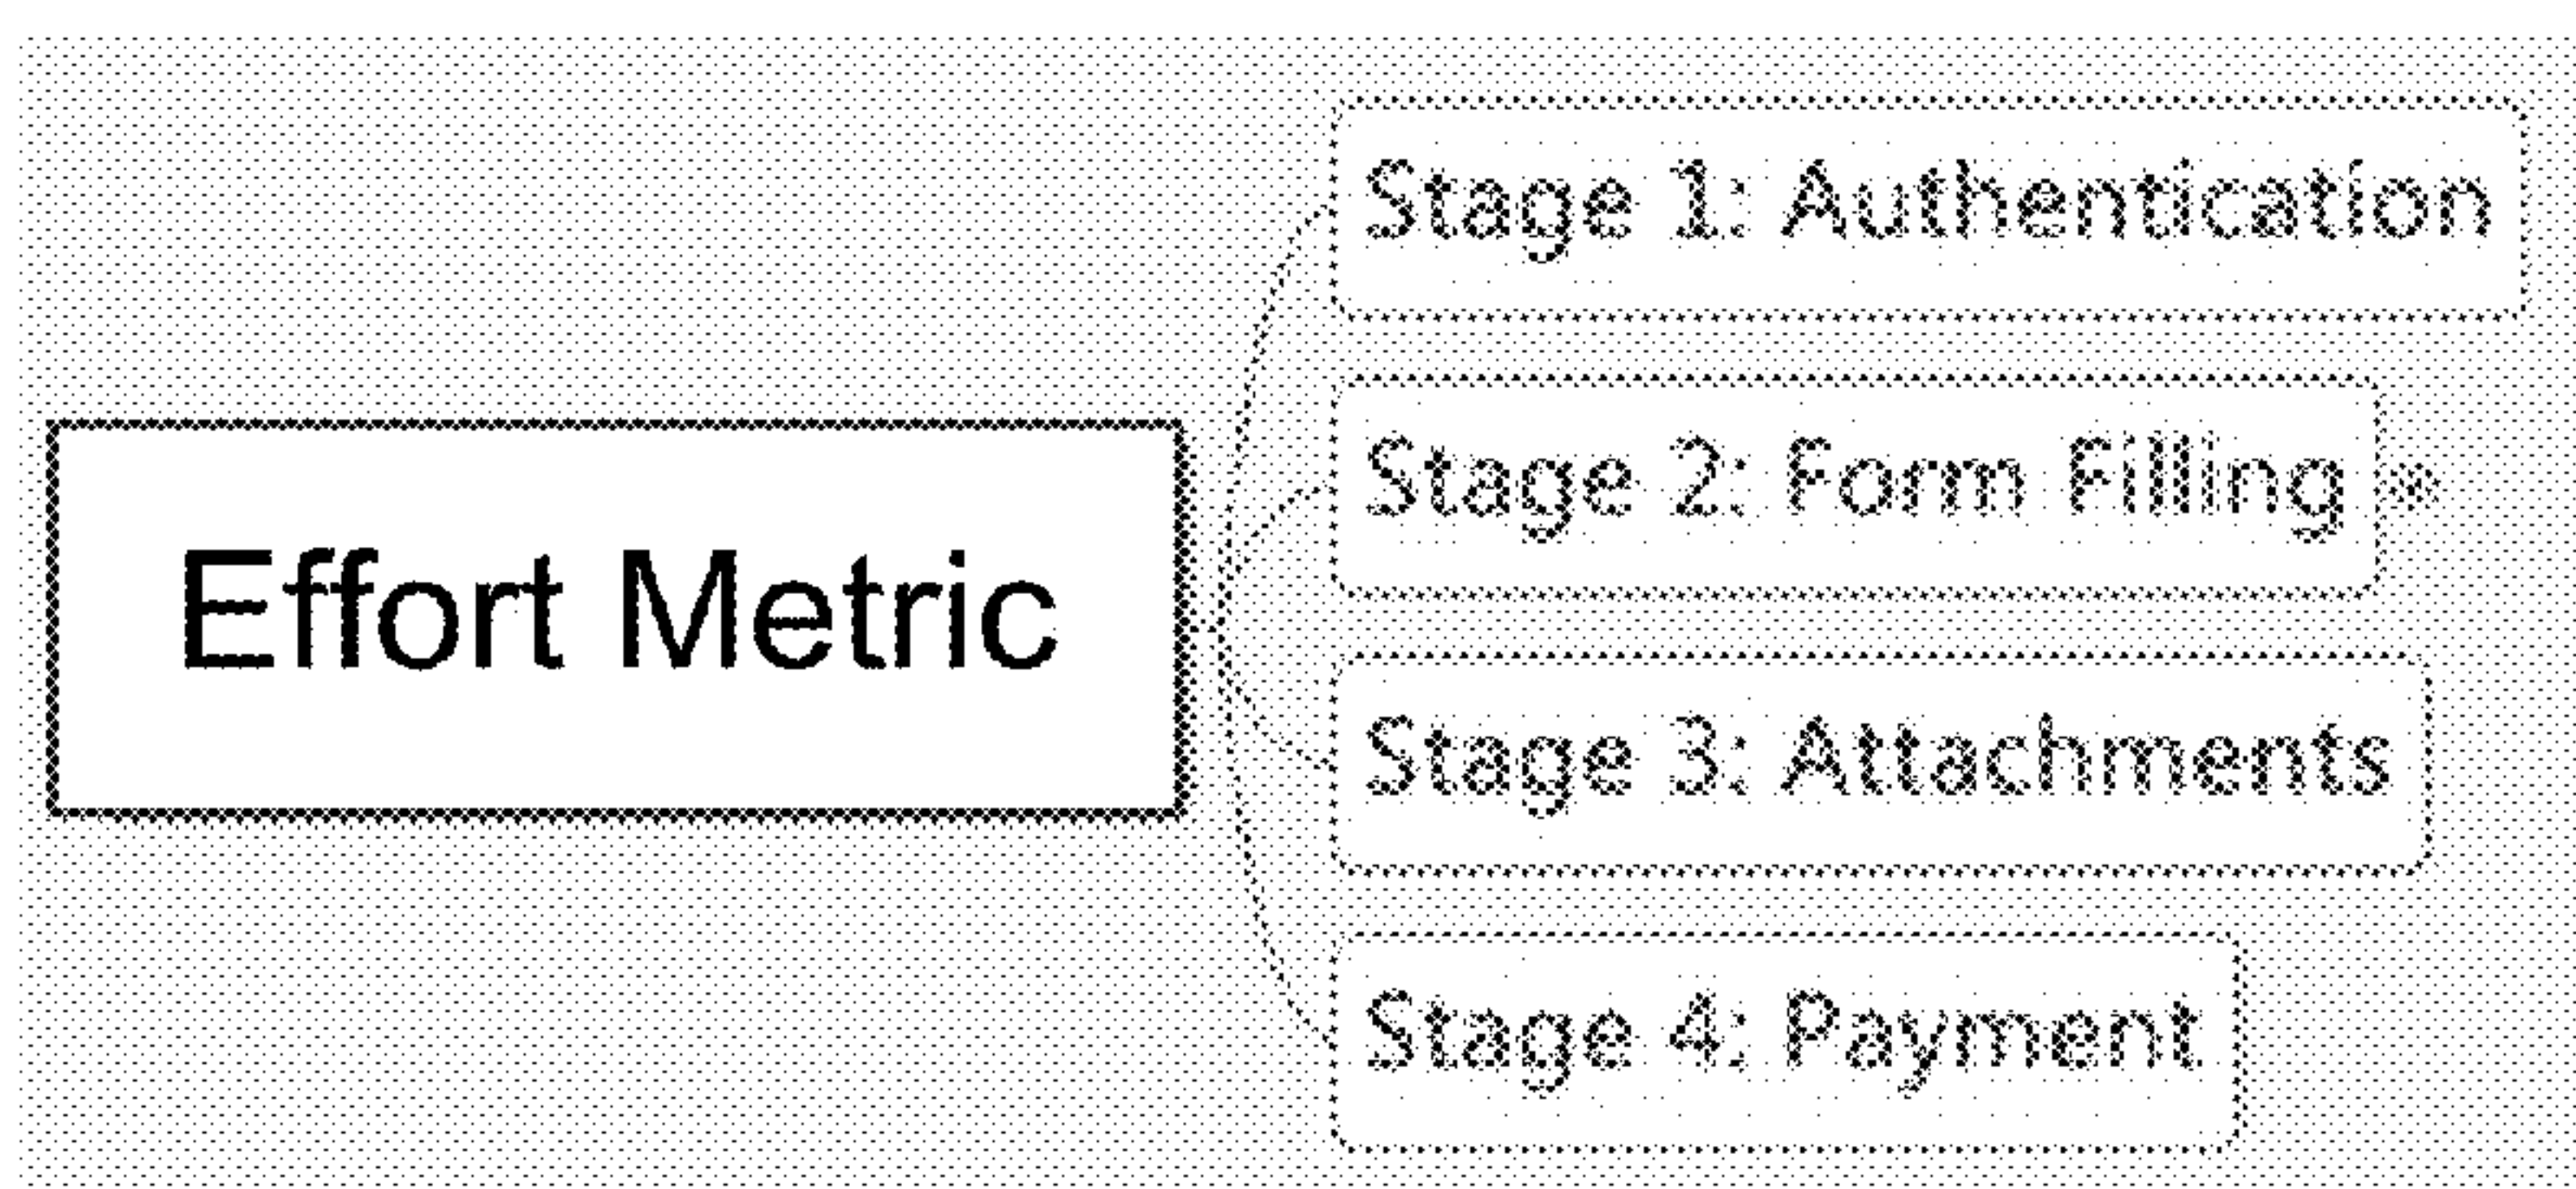 Effort Metric
Stage 1: Authentication
Stage 2: Form Filling
Stage 3: Attachments
Stage 4: Payment